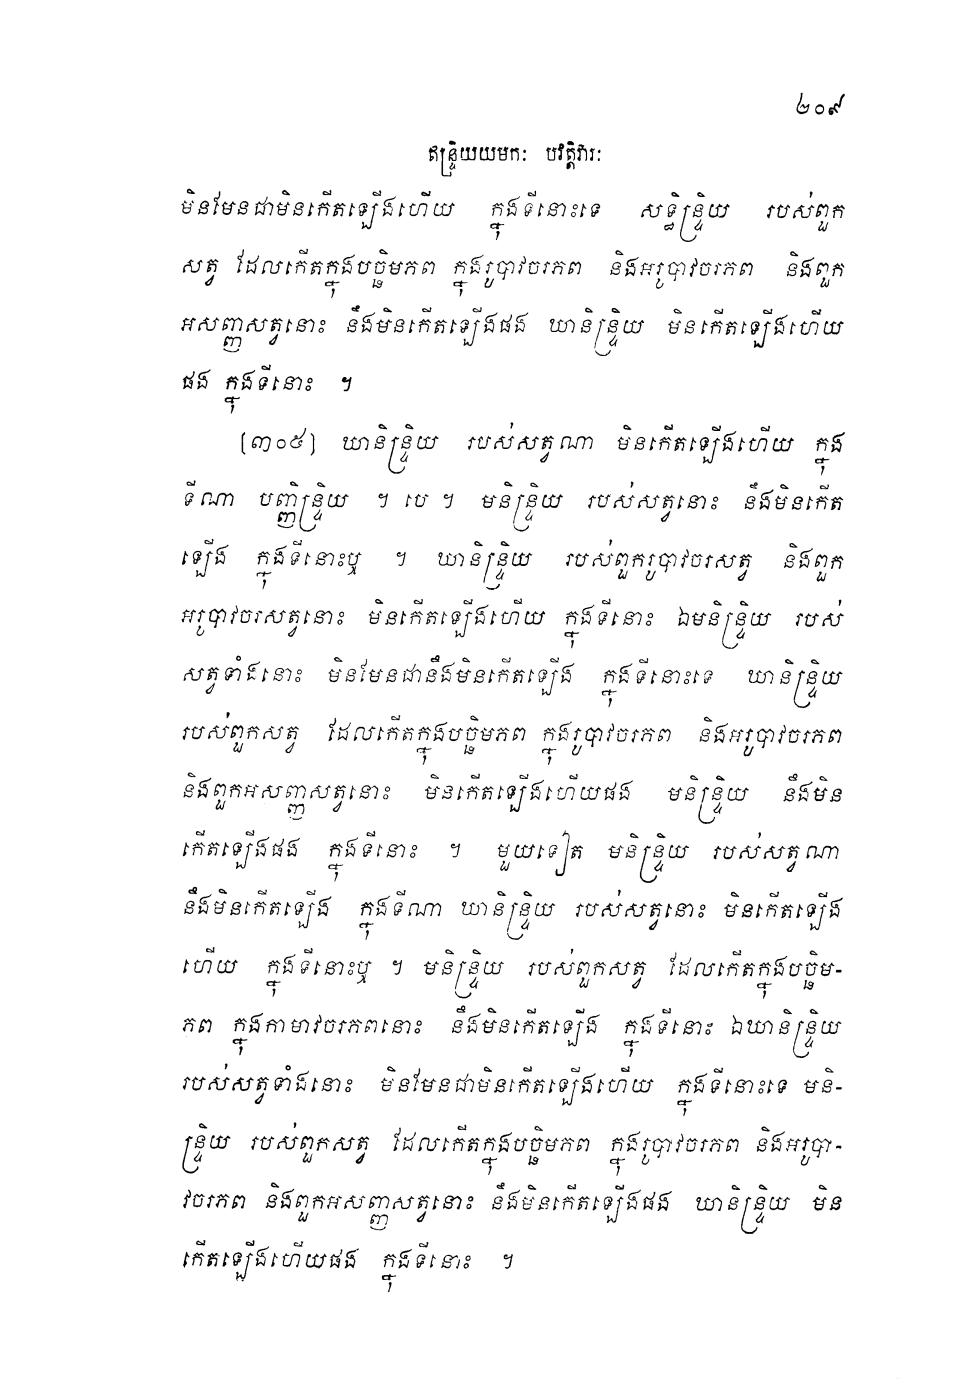 ២០៩
ឥន្ទ្រិយយមកៈ បវត្តិវារៈ
មិនមែនជាមិនកើតឡើងហើយ ក្នុងទីនោះទេ សទ្ធិន្ទ្រិយ របស់ពួក
សត្វ ដែលកើតក្នុងបច្ឆិមភព ក្នុងរូបាវចរភព និងអរូបាវចរភព និងពួក
អសញ្ញសត្វនោះ នឹងមិនកើតឡើងផង ឃានិន្ទ្រិយ មិនកើតឡើងហើយ
ផង ក្នុងទីនោះ ។
[៣០៥] ឃានិន្ទ្រិយ របស់សត្វណា មិនកើតឡើងហើយ ក្នុង
ទីណា បញ្ញិន្ទ្រិយ ។ បេ ។ មនិន្ទ្រិយ របស់សត្វនោះ នឹងមិនកើត
ឡើង ក្នុងទីនោះឬ ។ ឃានិន្ទ្រិយ របស់ពួករូបាវចរសត្វ និងពួក
អរូបាវចរសត្វនោះ មិនកើតឡើងហើយ ក្នុងទីនោះ ឯមនិន្ទ្រិយ របស់
សត្វទាំងនោះ មិនមែនជានឹងមិនកើតឡើង ក្នុងទីនោះទេ ឃានិន្ទ្រិយ
របស់ពួកសត្វ ដែលកើតក្នុងបច្ឆិមភព ក្នុងរូបាវចរភព និងអរូបាវចរភព
និងពួកអសញ្ញសត្វនោះ មិនកើតឡើងហើយផង មនិន្ទ្រិយ នឹងមិន
កើតឡើងផង ក្នុងទីនោះ ។ មួយទៀត មនិន្ទ្រិយ របស់សត្វណា
នឹងមិនកើតឡើង ក្នុងទីណា ឃានិន្ទ្រិយ របស់សត្វនោះ មិនកើតឡើង
ហើយ ក្នុងទីនោះឬ ។ មនិន្ទ្រិយ របស់ពួកសត្វ ដែលកើតក្នុងបច្ឆិម-
ភព ក្នុងកាមាវចរភពនោះ នឹងមិនកើតឡើង ក្នុងទីនោះ ឯឃានិន្ទ្រិយ
របស់សត្វទាំងនោះ មិនមែនជាមិនកើតឡើងហើយ ក្នុងទីនោះទេ មនិ-
ន្ទ្រិយ របស់ពួកសត្វ ដែលកើតក្នុងបច្ឆិមភព ក្នុងរូបាវចរភព និងអរូបា-
វចរភព និងពួកអសញ្ញសត្វនោះ នឹងមិនកើតឡើងផង ឃានិន្ទ្រិយ មិន
កើតឡើងហើយផង ក្នុងទីនោះ ។